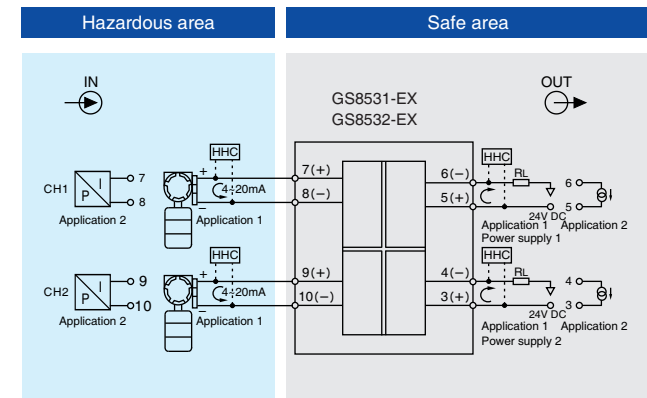 Hazardous area
Safe area
IN
OUT
GS8531-EX
GS8532-EX
HHC
HHC
CH1
I
P
7
8
Application 2
+
4÷20mA
−
Application 1
7(+)
8(−)
6(−)
5(+)
RL
24V DC
6
5
Application 1
Power supply 1
Application 2
HHC
HHC
CH2
I
P
9
10
Application 2
+
4÷20mA
−
Application 1
9(+)
10(−)
4(−)
3(+)
RL
24V DC
4
3
Application 1
Power supply 2
Application 2